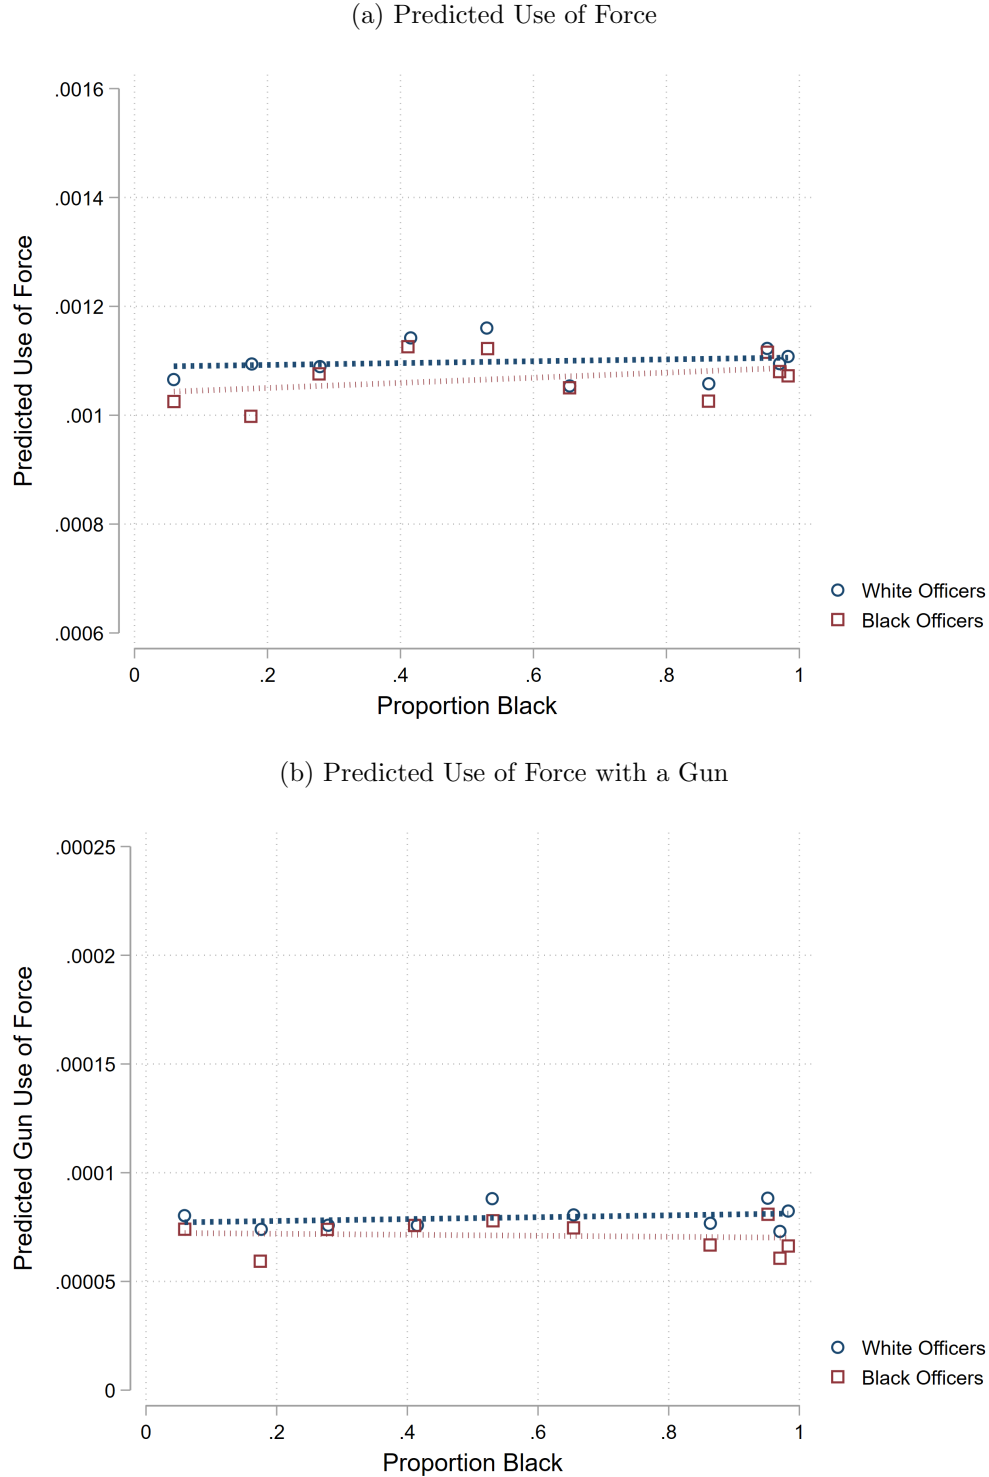 (a) Predicted Use of Force
.0016
.0014
.0012
.001
.0008
.0006
Predicted Use of Force
0 .2 .4 .6 .8 1
Proportion Black
White Officers
Black Officers
(b) Predicted Use of Force with a Gun
.00025
.0002
.00015
.0001
.00005
0
Predicted Gun Use of Force
0 .2 .4 .6 .8 1
Proportion Black
White Officers
Black Officers